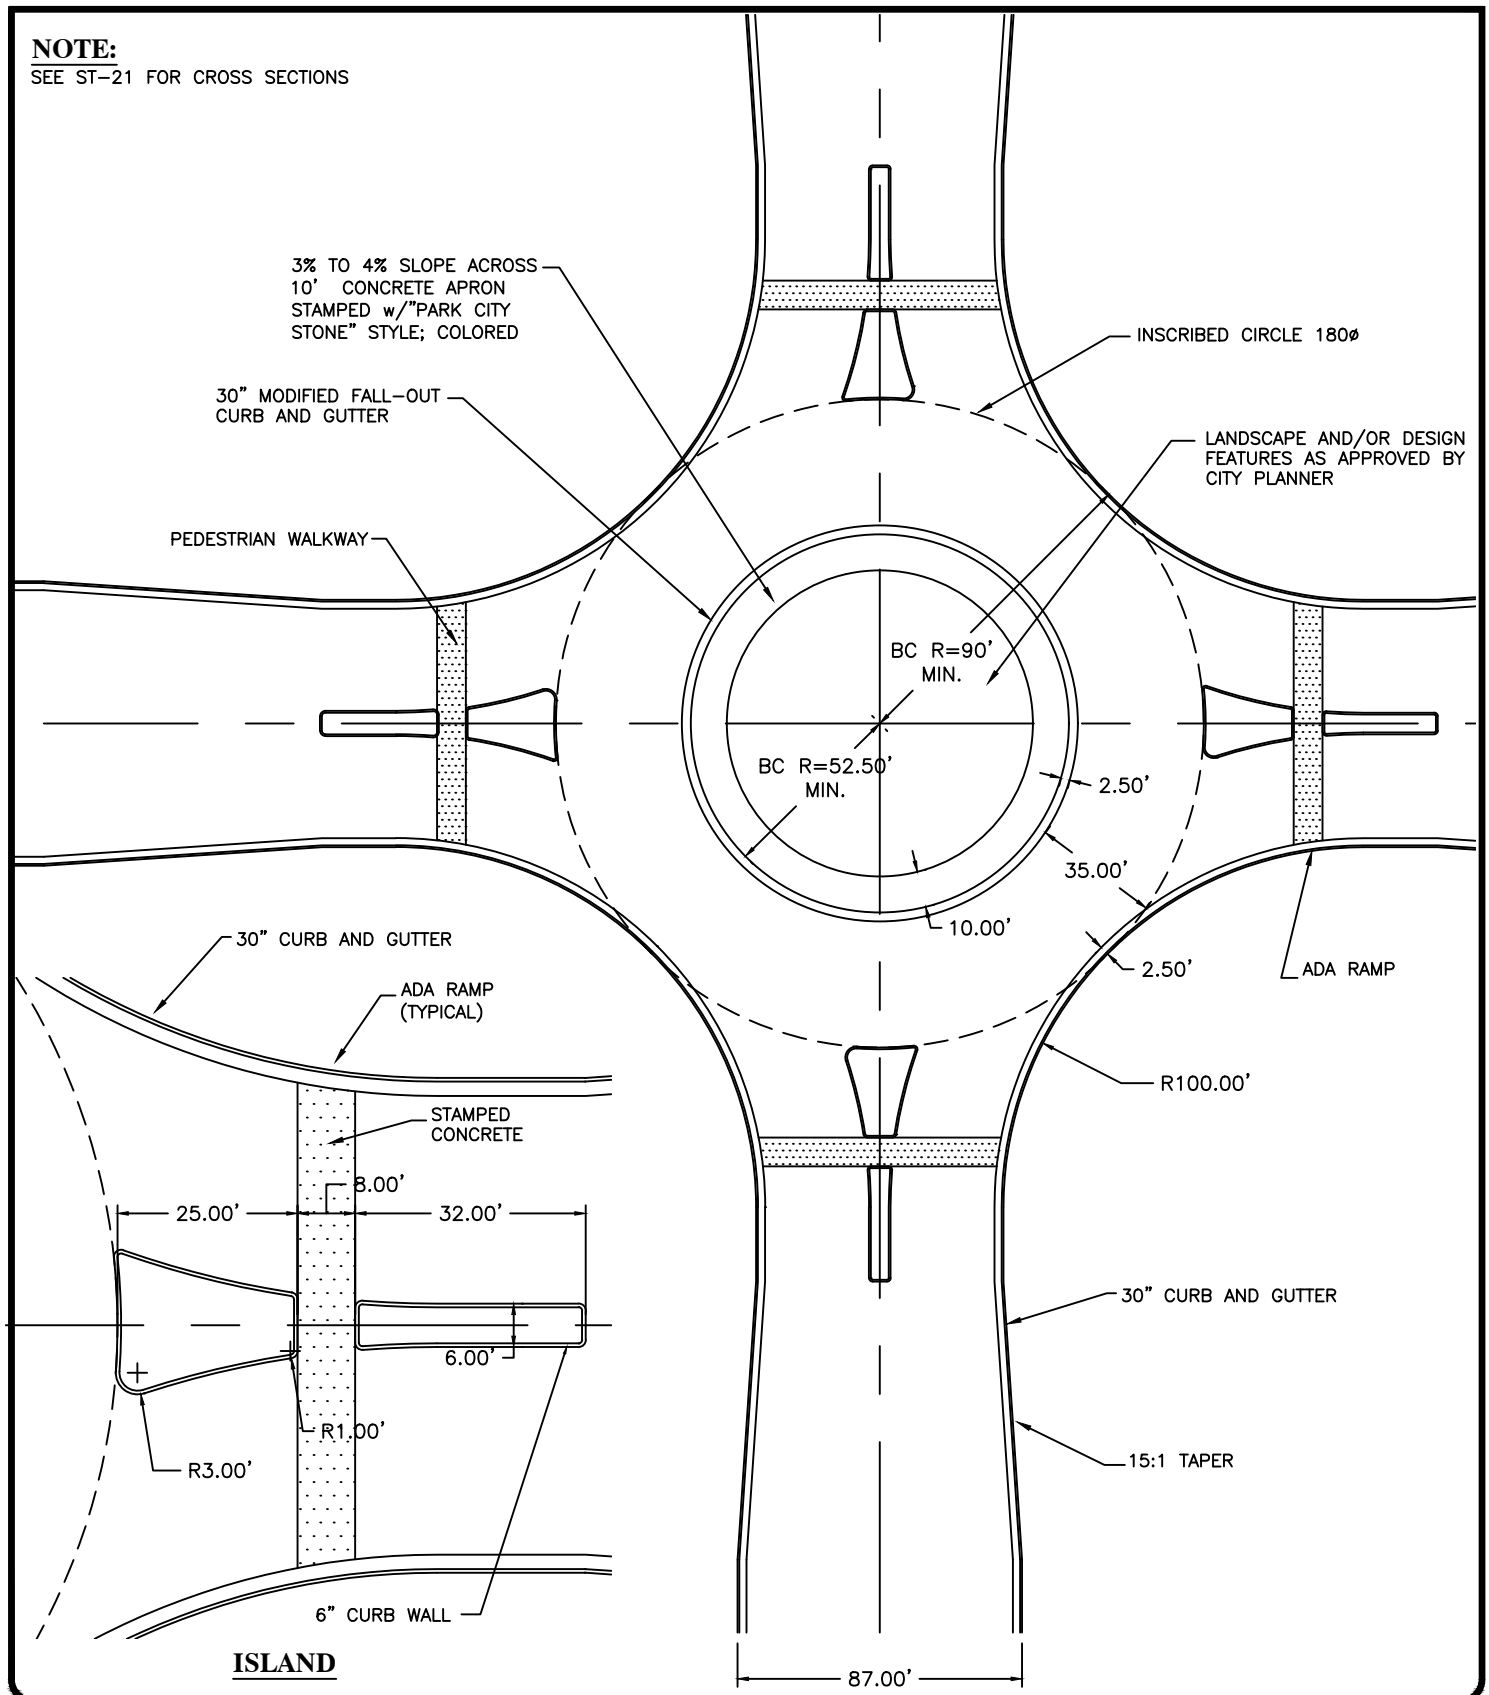 NOTE:
SEE ST-21 FOR CROSS SECTIONS
3% TO 4% SLOPE ACROSS
10' CONCRETE APRON
STAMPED w/"PARK CITY
STONE" STYLE; COLORED
INSCRIBED CIRCLE 180ø
30" MODIFIED FALL-OUT
CURB AND GUTTER
LANDSCAPE AND/OR DESIGN
FEATURES AS APPROVED BY
CITY PLANNER
PEDESTRIAN WALKWAY
BC R=90'
MIN.
BC R=52.50'
MIN.
2.50'
35.00'
10.00'
2.50'
ADA RAMP
R100.00'
30" CURB AND GUTTER
15:1 TAPER
87.00'
30" CURB AND GUTTER
ADA RAMP
(TYPICAL)
STAMPED
CONCRETE
8.00'
25.00'
32.00'
6.00'
R1.00'
R3.00'
6" CURB WALL
ISLAND